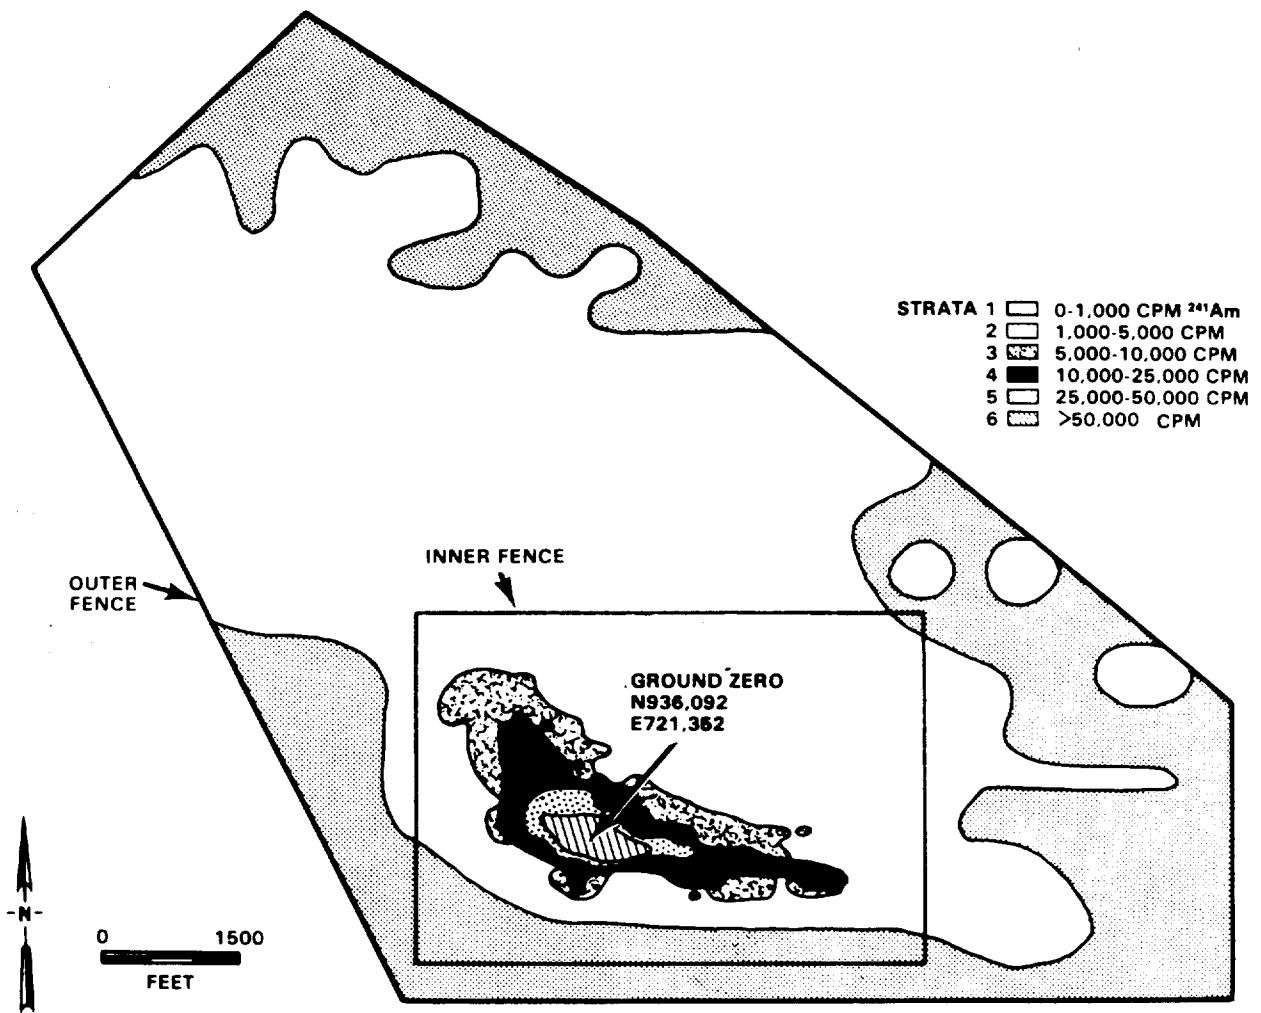 STRATA 1 0-1,000 CPM ²⁴¹Am
2 1,000-5,000 CPM
3 5,000-10,000 CPM
4 10,000-25,000 CPM
5 25,000-50,000 CPM
6 >50,000 CPM
INNER FENCE
OUTER
FENCE
GROUND ZERO
N936,092
E721,362
-N-
0 1500
FEET